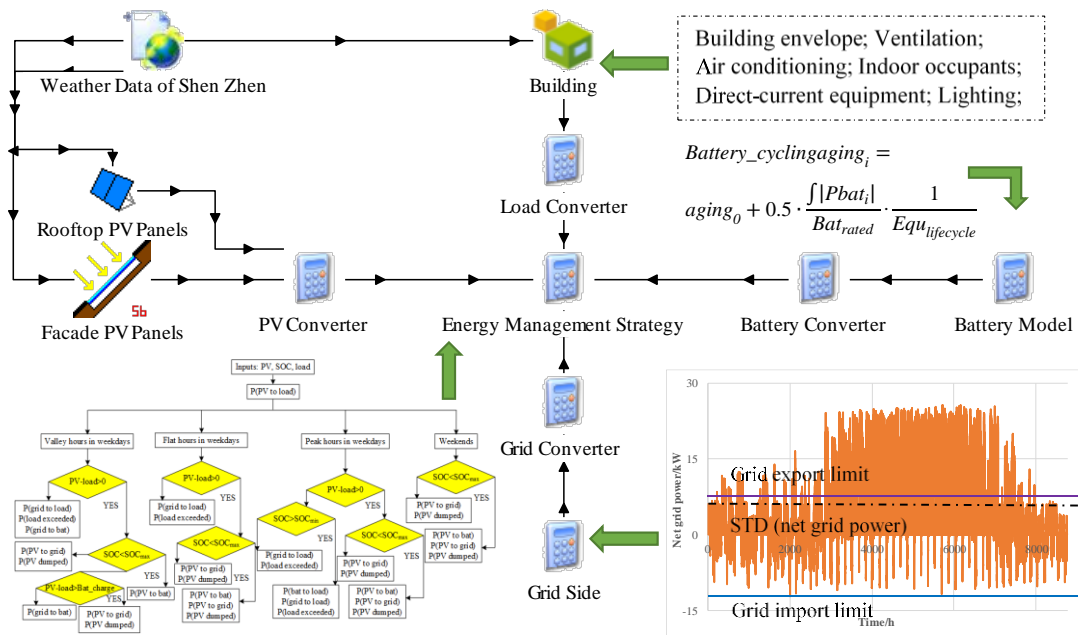 Weather Data of Shen Zhen
Building
Building envelope; Ventilation;
Air conditioning; Indoor occupants;
Direct-current equipment; Lighting;
Battery_cyclingaging_i =
aging_0 + 0.5 · ∫|Pbat_i| / Bat_rated · 1 / Equ_lifecycle
Load Converter
Rooftop PV Panels
56
Facade PV Panels
PV Converter
Energy Management Strategy
Battery Converter
Battery Model
Inputs: PV, SOC, load
P(PV to load)
Valley hours in weekdays
Flat hours in weekdays
Peak hours in weekdays
Weekends
PV-load>0
YES
P(grid to load)
P(load exceeded)
P(grid to bat)
SOC<SOCmax
P(PV to grid)
P(PV dumped)
YES
PV-load>Bat_charge
P(PV to bat)
P(grid to bat)
YES
P(PV to grid)
P(PV dumped)
PV-load>0
YES
P(grid to load)
P(load exceeded)
SOC<SOCmax
P(PV to grid)
P(PV dumped)
YES
P(PV to bat)
P(PV to grid)
P(PV dumped)
PV-load>0
SOC>SOCmin
YES
P(grid to load)
P(load exceeded)
YES
P(bat to load)
P(grid to load)
P(load exceeded)
SOC<SOCmax
P(PV to grid)
P(PV dumped)
YES
P(PV to bat)
P(PV to grid)
P(PV dumped)
SOC<SOCmax
P(PV to grid)
P(PV dumped)
YES
P(PV to bat)
P(PV to grid)
P(PV dumped)
Grid Converter
Grid Side
Net grid power/kW
30
15
0
-15
Grid export limit
STD (net grid power)
0
2000
4000
6000
8000
Grid import limit
Time/h